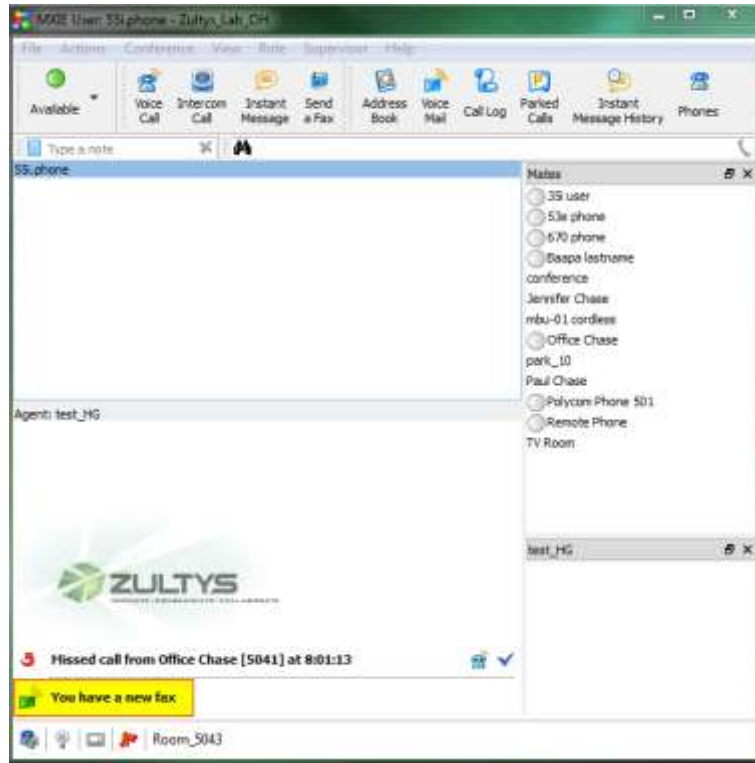 MXIE User: 55i.phone - Zultys_Lab_OH
File Actions Conference View Role Supervisor Help
Available
Voice Call
Intercom Call
Instant Message
Send a Fax
Address Book
Voice Mail
Call Log
Parked Calls
Instant Message History
Phones
Type a note
55i.phone
Mates
35i user
53e phone
670 phone
Baapa lastname
conference
Jennifer Chase
mbu-01 cordless
Office Chase
park_10
Paul Chase
Polycom Phone 501
Remote Phone
TV Room
Agent: test_HG
test_HG
ZULTYS
Missed call from Office Chase [5041] at 8:01:13
You have a new fax
Room_5043